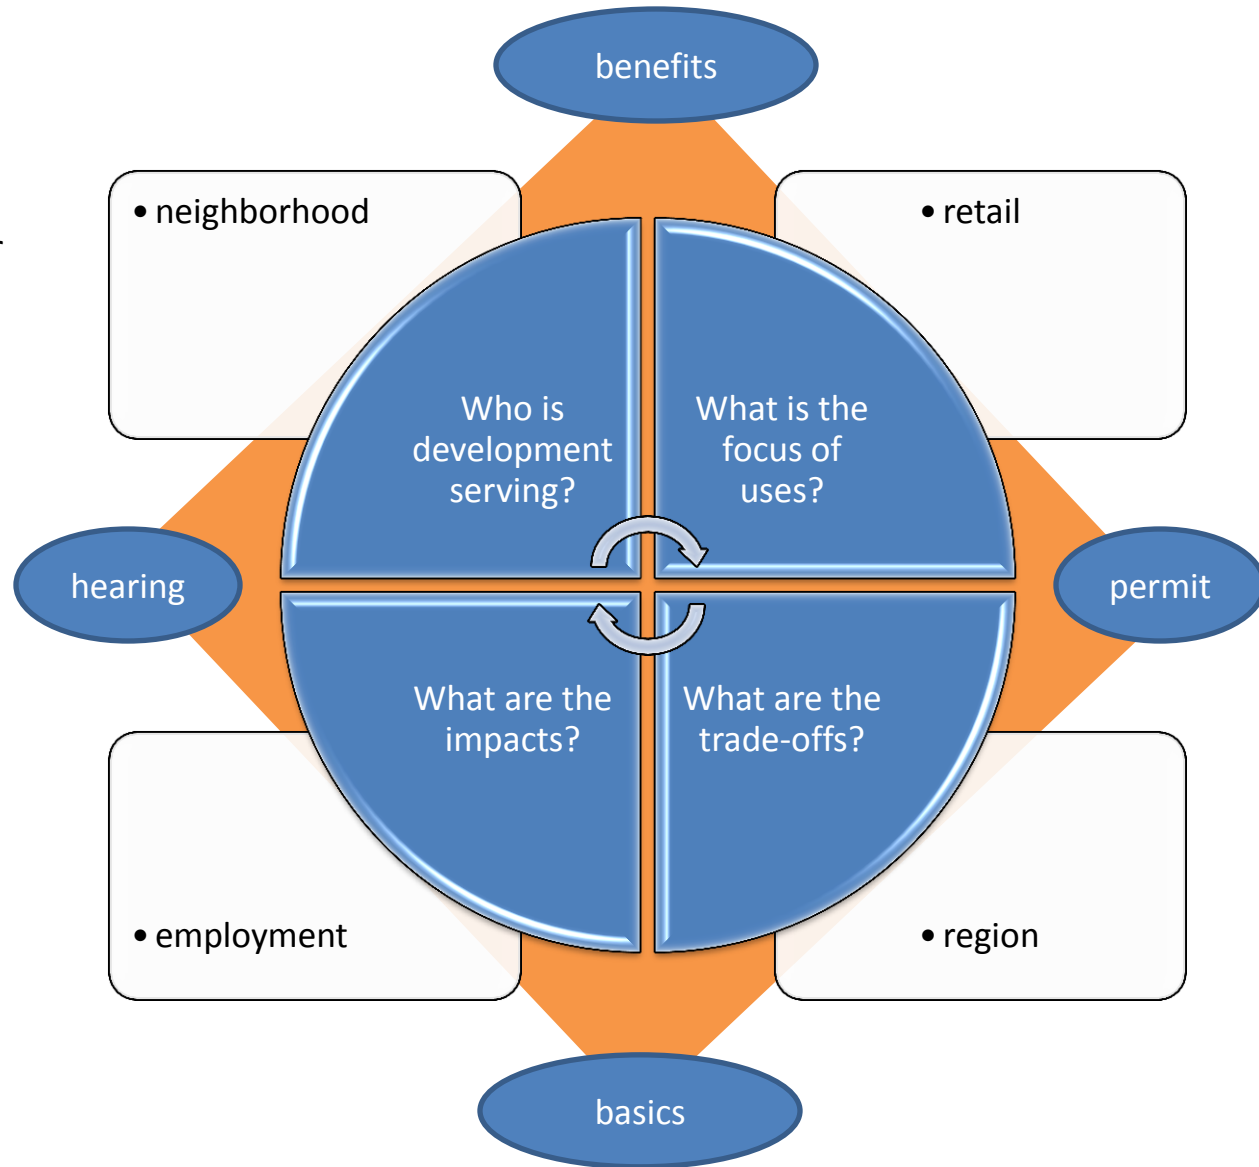 benefits
• neighborhood
• retail
Who is
development
serving?
What is the
focus of
uses?
hearing
permit
What are the
impacts?
What are the
trade-offs?
• employment
• region
basics